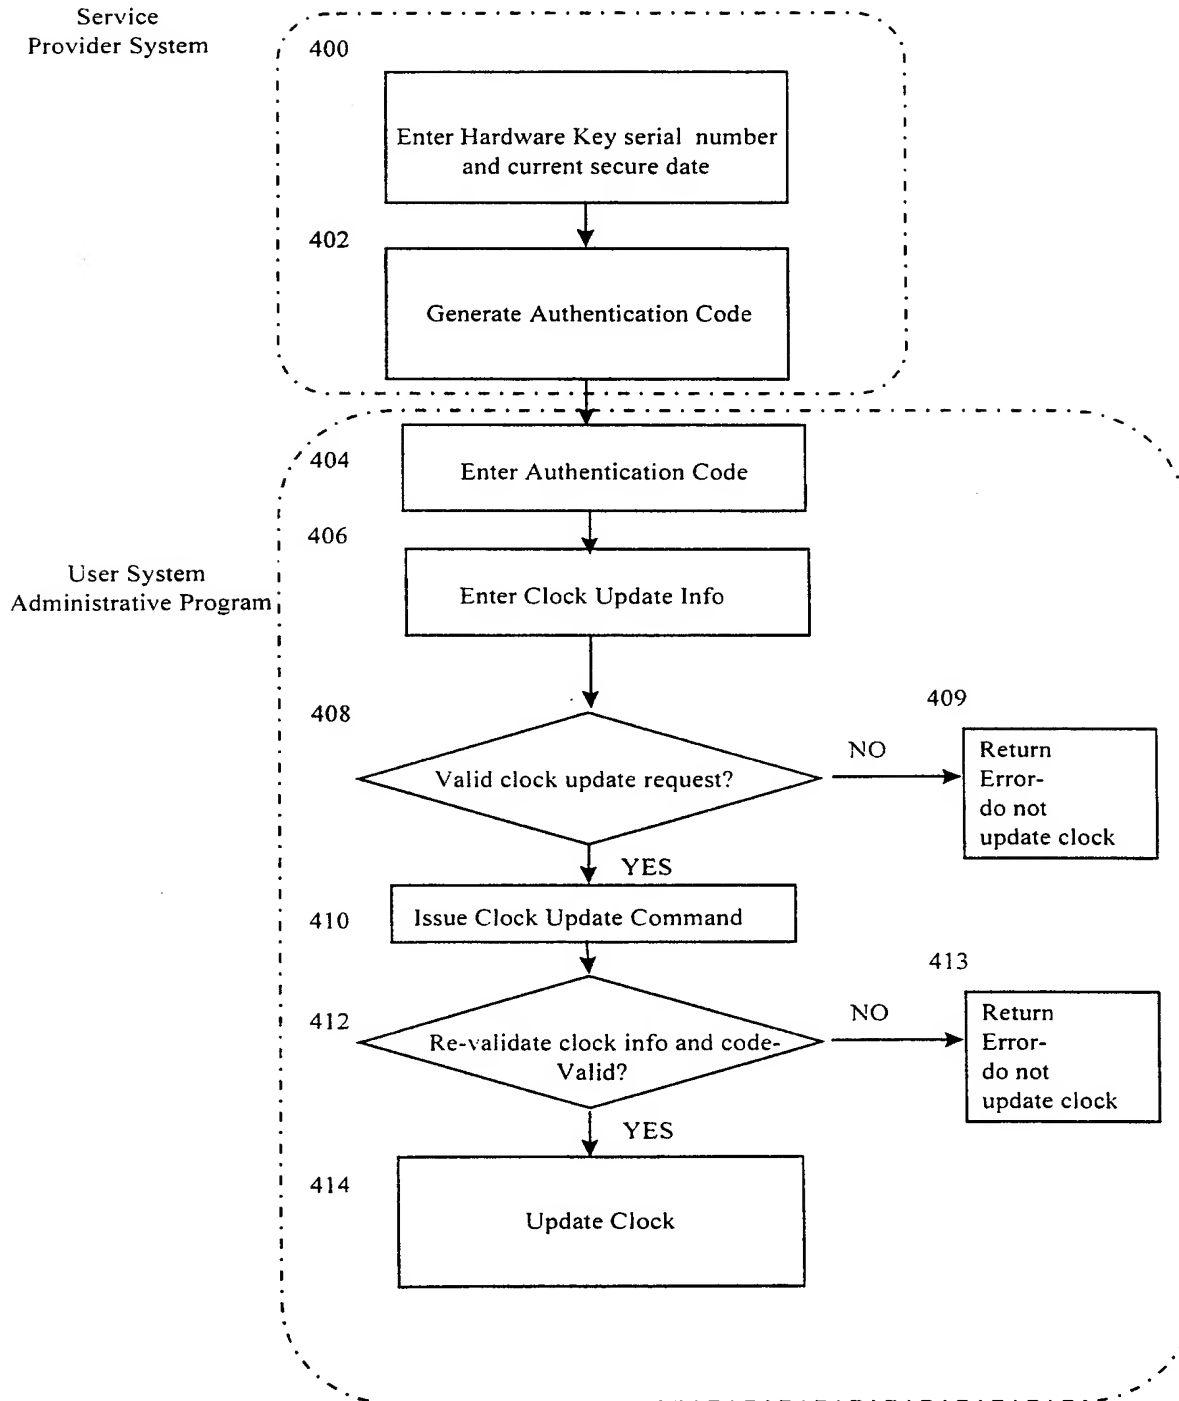 Service
Provider System
400
Enter Hardware Key serial number
and current secure date
402
Generate Authentication Code
404
Enter Authentication Code
406
User System
Administrative Program
Enter Clock Update Info
408
Valid clock update request?
NO
409
Return
Error-
do not
update clock
YES
410
Issue Clock Update Command
412
Re-validate clock info and code-
Valid?
NO
413
Return
Error-
do not
update clock
YES
414
Update Clock